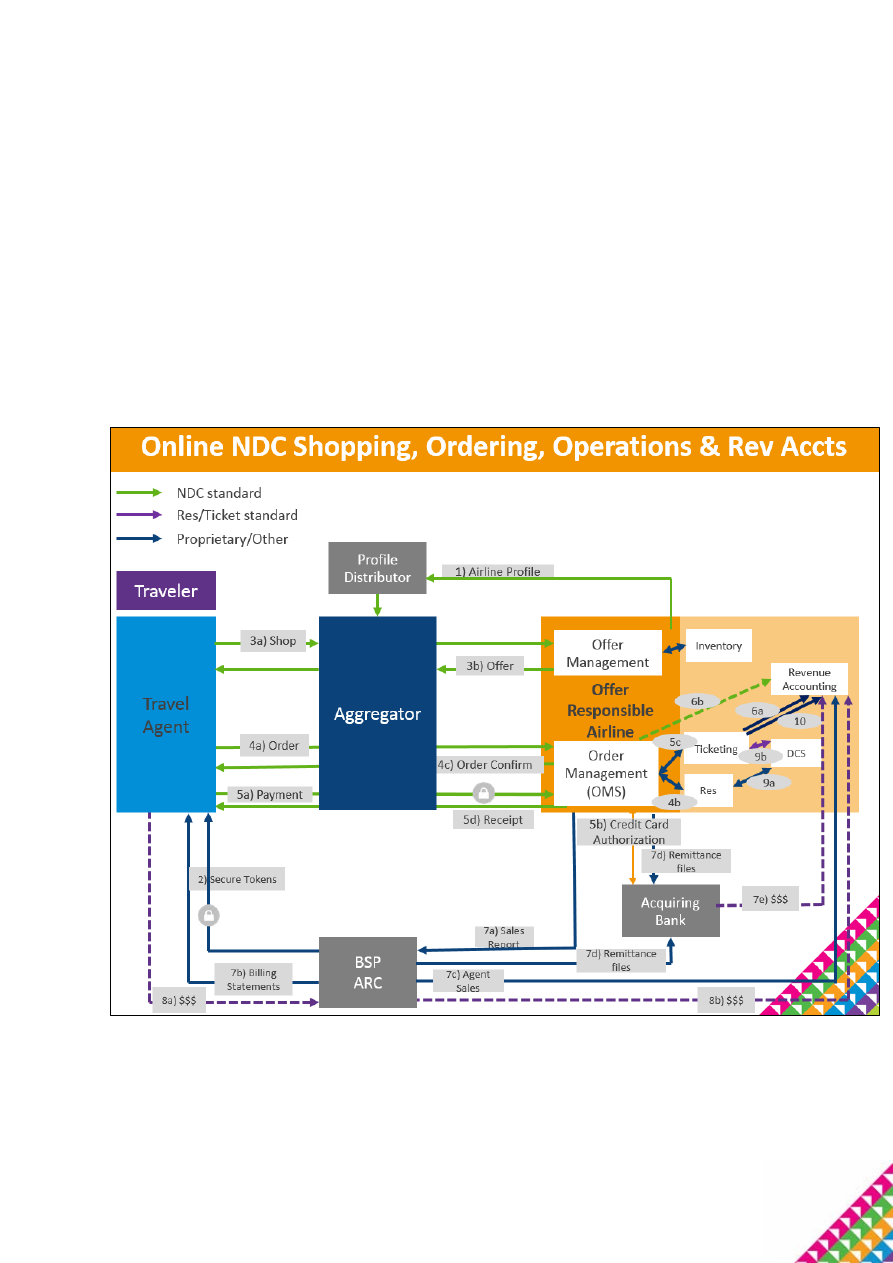 Online NDC Shopping, Ordering, Operations & Rev Accts
NDC standard
Res/Ticket standard
Proprietary/Other
Profile
Distributor
1) Airline Profile
Traveler
3a) Shop
Offer
Management
Inventory
3b) Offer
Revenue
Accounting
Travel
Agent
Aggregator
Offer
Responsible
Airline
6b
6a
10
4a) Order
5c
Ticketing
9b
DCS
4c) Order Confirm
Order
Management
(OMS)
9a
Res
4b
5a) Payment
5d) Receipt
5b) Credit Card
Authorization
7d) Remittance
files
2) Secure Tokens
Acquiring
Bank
7e) $$$
7a) Sales
Report
BSP
ARC
7d) Remittance
files
7b) Billing
Statements
7c) Agent
Sales
8a) $$$
8b) $$$